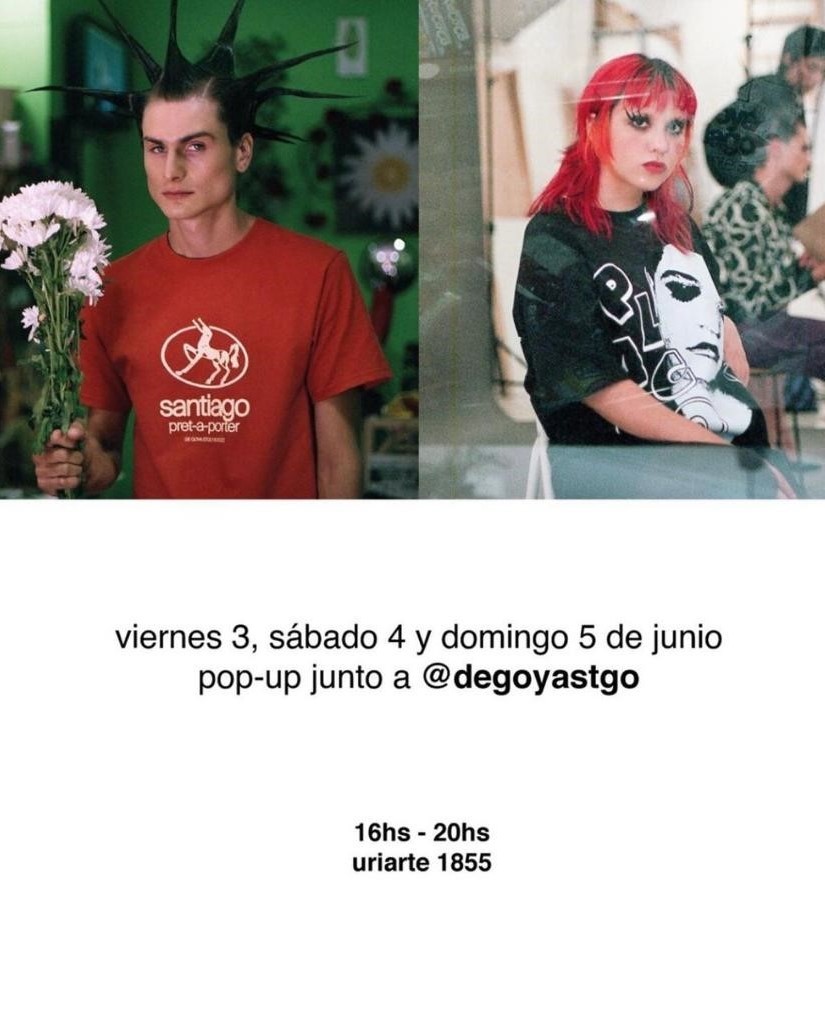 santiago
pret-a-porter
viernes 3, sábado 4 y domingo 5 de junio
pop-up junto a @degoyastgo
16hs - 20hs
uriarte 1855